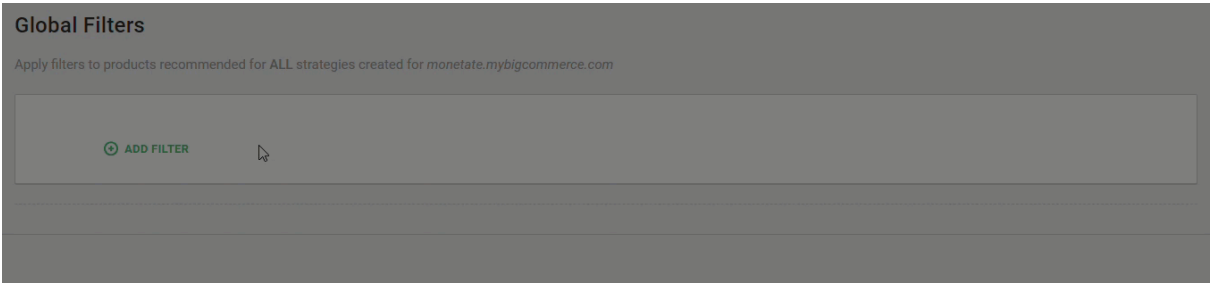 Global Filters
Apply filters to products recommended for ALL strategies created for monetate.mybigcommerce.com
ADD FILTER